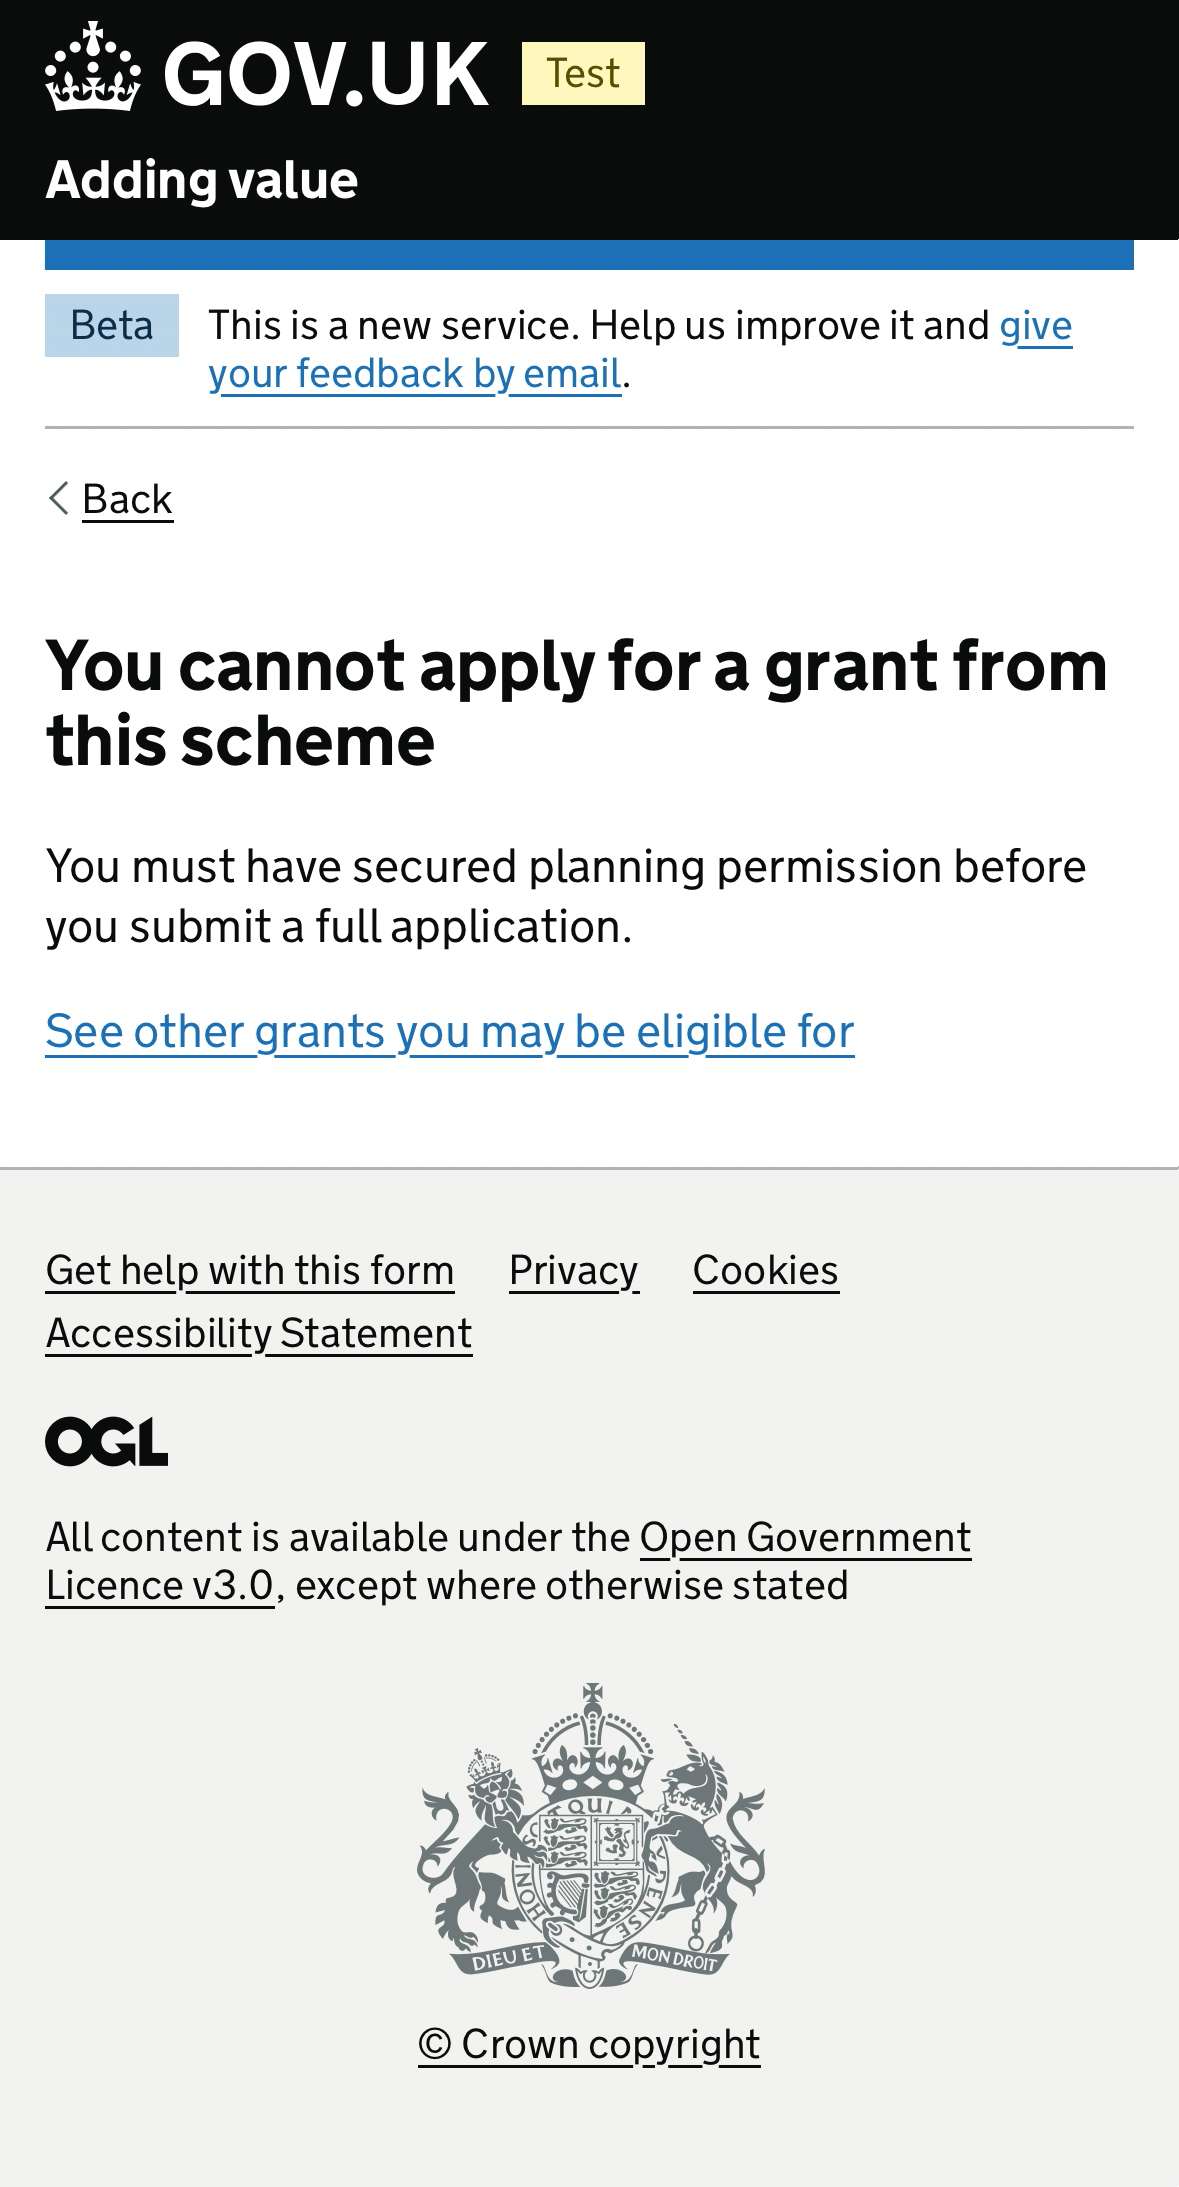 GOV.UK Test
Adding value
Beta This is a new service. Help us improve it and give
your feedback by email.
Back
You cannot apply for a grant from
this scheme
You must have secured planning permission before
you submit a full application.
See other grants you may be eligible for
Get help with this form Privacy Cookies
Accessibility Statement
OGL
All content is available under the Open Government
Licence v3.0, except where otherwise stated
QUI
HONI
PENSE
DIEU ET MON DROIT
© Crown copyright